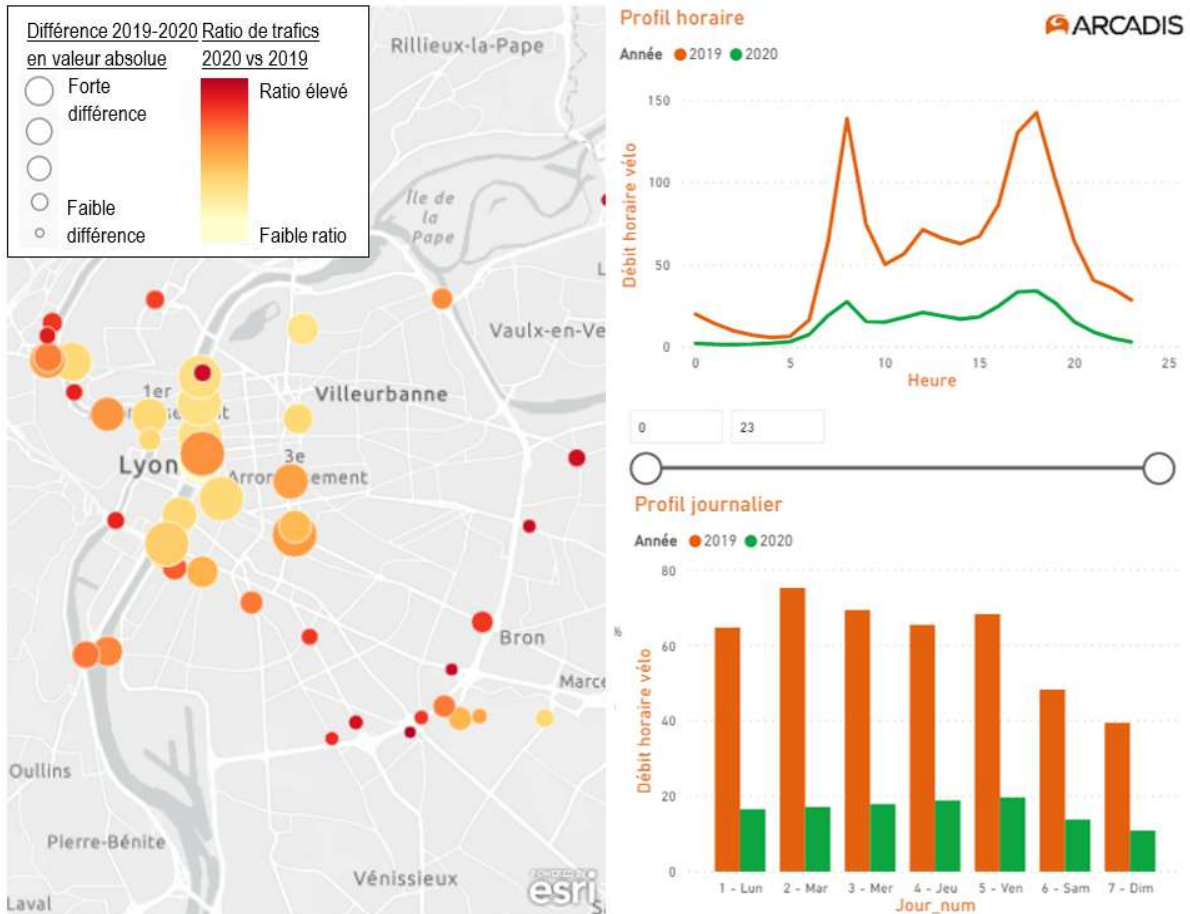 Différence 2019-2020
en valeur absolue
Forte
différence
Faible
différence
Ratio de trafics
2020 vs 2019
Ratio élevé
Faible ratio
Rillieux-la-Pape
Île de
la
Pape
Vaulx-en-Ve
L
1er
Villeurbanne
Lyon
3e
Arron
ement
Bron
Marce
Oullins
Pierre-Bénite
Vénissieux
Laval
S
POWERED BY
esri
Profil horaire
ARCADIS
Année 2019 2020
Débit horaire vélo
150
100
50
0
0 5 10 15 20 25
Heure
0 23
Profil journalier
Année 2019 2020
Débit horaire vélo
80
60
40
20
0
1 - Lun 2 - Mar 3 - Mer 4 - Jeu 5 - Ven 6 - Sam 7 - Dim
Jour_num